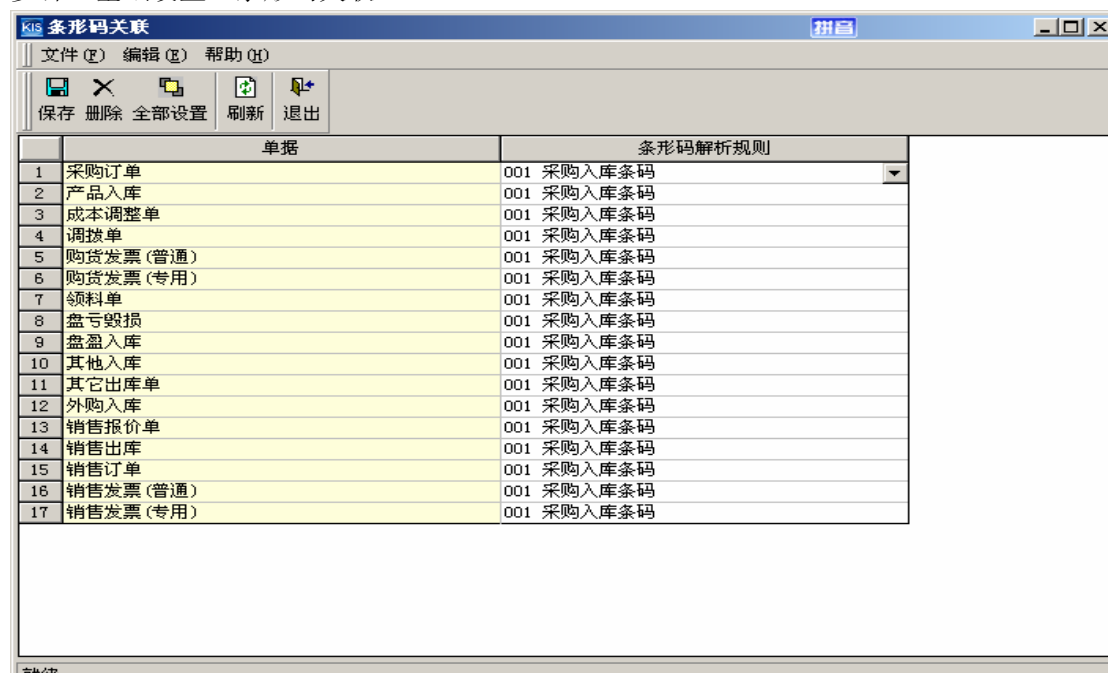 KIS 条形码关联 拼音
文件(F) 编辑(E) 帮助(H)
保存 删除 全部设置 刷新 退出
单据 条形码解析规则
1 采购订单 001 采购入库条码
2 产品入库 001 采购入库条码
3 成本调整单 001 采购入库条码
4 调拨单 001 采购入库条码
5 购货发票(普通) 001 采购入库条码
6 购货发票(专用) 001 采购入库条码
7 领料单 001 采购入库条码
8 盘亏毁损 001 采购入库条码
9 盘盈入库 001 采购入库条码
10 其他入库 001 采购入库条码
11 其它出库单 001 采购入库条码
12 外购入库 001 采购入库条码
13 销售报价单 001 采购入库条码
14 销售出库 001 采购入库条码
15 销售订单 001 采购入库条码
16 销售发票(普通) 001 采购入库条码
17 销售发票(专用) 001 采购入库条码